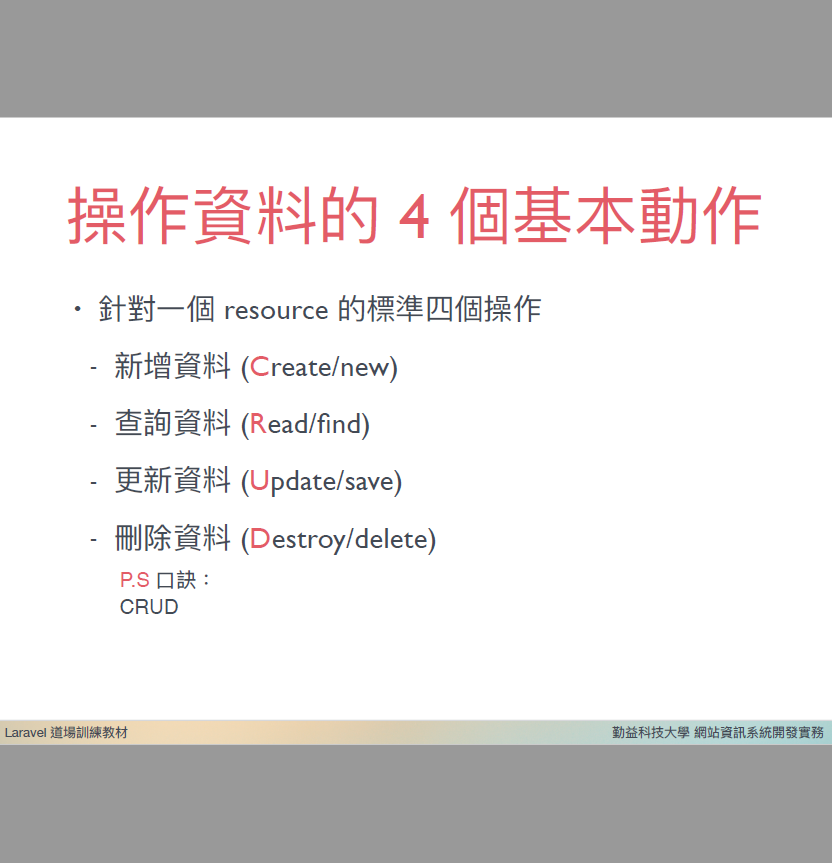 操作資料的 4 個基本動作
• 針對一個 resource 的標準四個操作
- 新增資料 (Create/new)
- 查詢資料 (Read/find)
- 更新資料 (Update/save)
- 刪除資料 (Destroy/delete)
P.S 口訣：
CRUD
Laravel 道場訓練教材
勤益科技大學 網站資訊系統開發實務